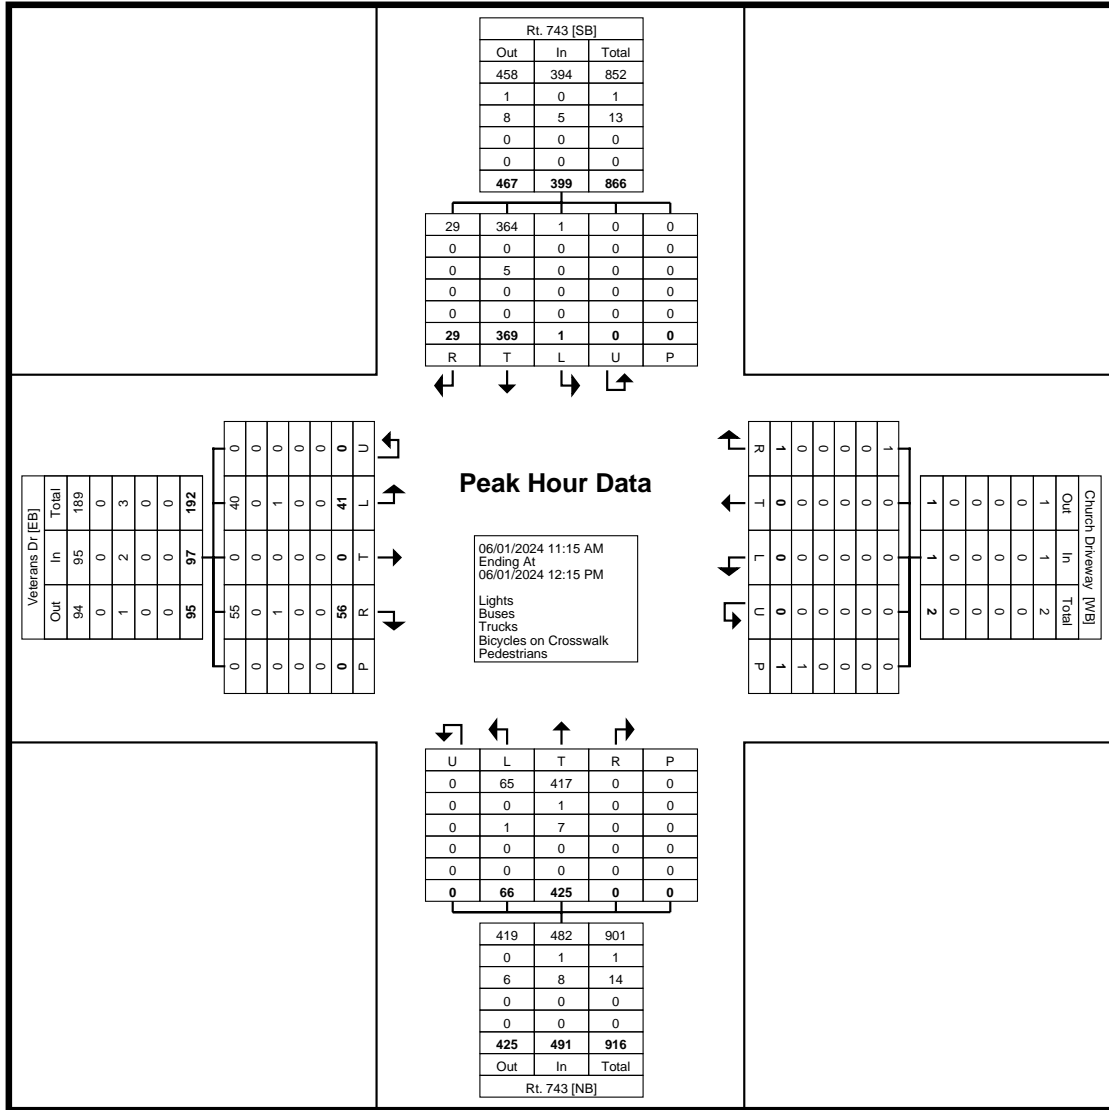 Rt. 743 [SB]
Out In Total
458 394 852
1 0 1
8 5 13
0 0 0
0 0 0
467 399 866
29 364 1 0 0
0 0 0 0 0
0 5 0 0 0
0 0 0 0 0
0 0 0 0 0
29 369 1 0 0
R T L U P
Veterans Dr [EB]
Total 189 0 3 0 0 192
In 95 0 2 0 0 97
Out 94 0 1 0 0 95
0 0 0 0 0 0 U
40 0 1 0 0 41 L
0 0 0 0 0 0 T
55 0 1 0 0 56 R
0 0 0 0 0 0 P
Peak Hour Data
06/01/2024 11:15 AM
Ending At
06/01/2024 12:15 PM
Lights
Buses
Trucks
Bicycles on Crosswalk
Pedestrians
R 1 0 0 0 0 1
T 0 0 0 0 0 0
L 0 0 0 0 0 0
U 0 0 0 0 0 0
P 1 1 0 0 0 0
Church Driveway [WB]
Out 1 0 0 0 0 1
In 1 0 0 0 0 1
Total 2 0 0 0 0 2
U L T R P
0 65 417 0 0
0 0 1 0 0
0 1 7 0 0
0 0 0 0 0
0 0 0 0 0
0 66 425 0 0
419 482 901
0 1 1
6 8 14
0 0 0
0 0 0
425 491 916
Out In Total
Rt. 743 [NB]